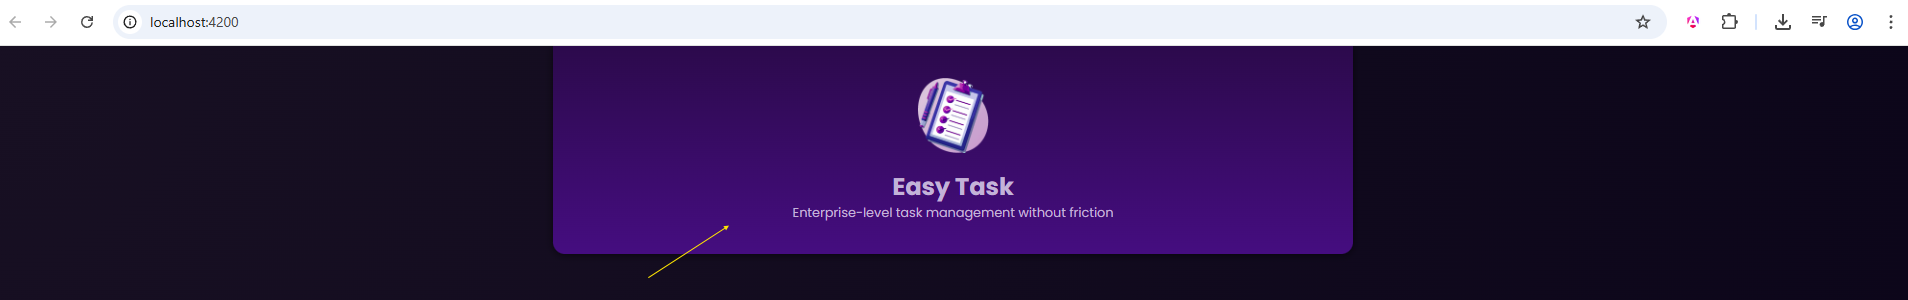 localhost:4200
Easy Task
Enterprise-level task management without friction